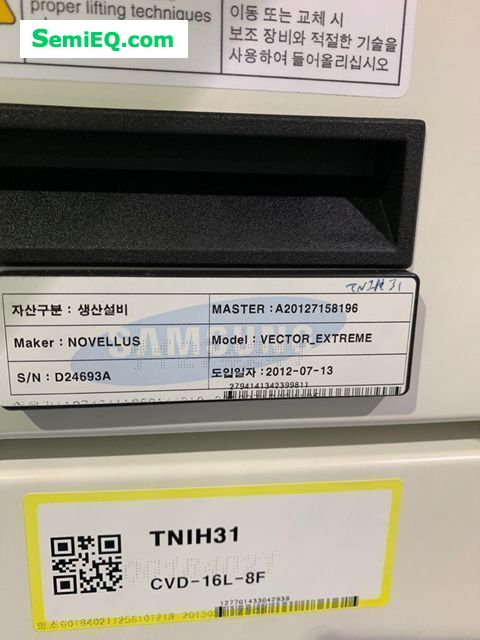 proper lifting techniques
SemiEQ.com
이동 또는 교체 시
보조 장비와 적절한 기술을
사용하여 들어올리십시오
TNIH 31
자산구분 : 생산설비
MASTER : A20127158196
SAMSUNG
Maker : NOVELLUS
Model : VECTOR_EXTREME
S/N : D24693A
도입일자 : 2012-07-13
2794141342399811
TNIH31
CVD-16L-8F
127701433042939